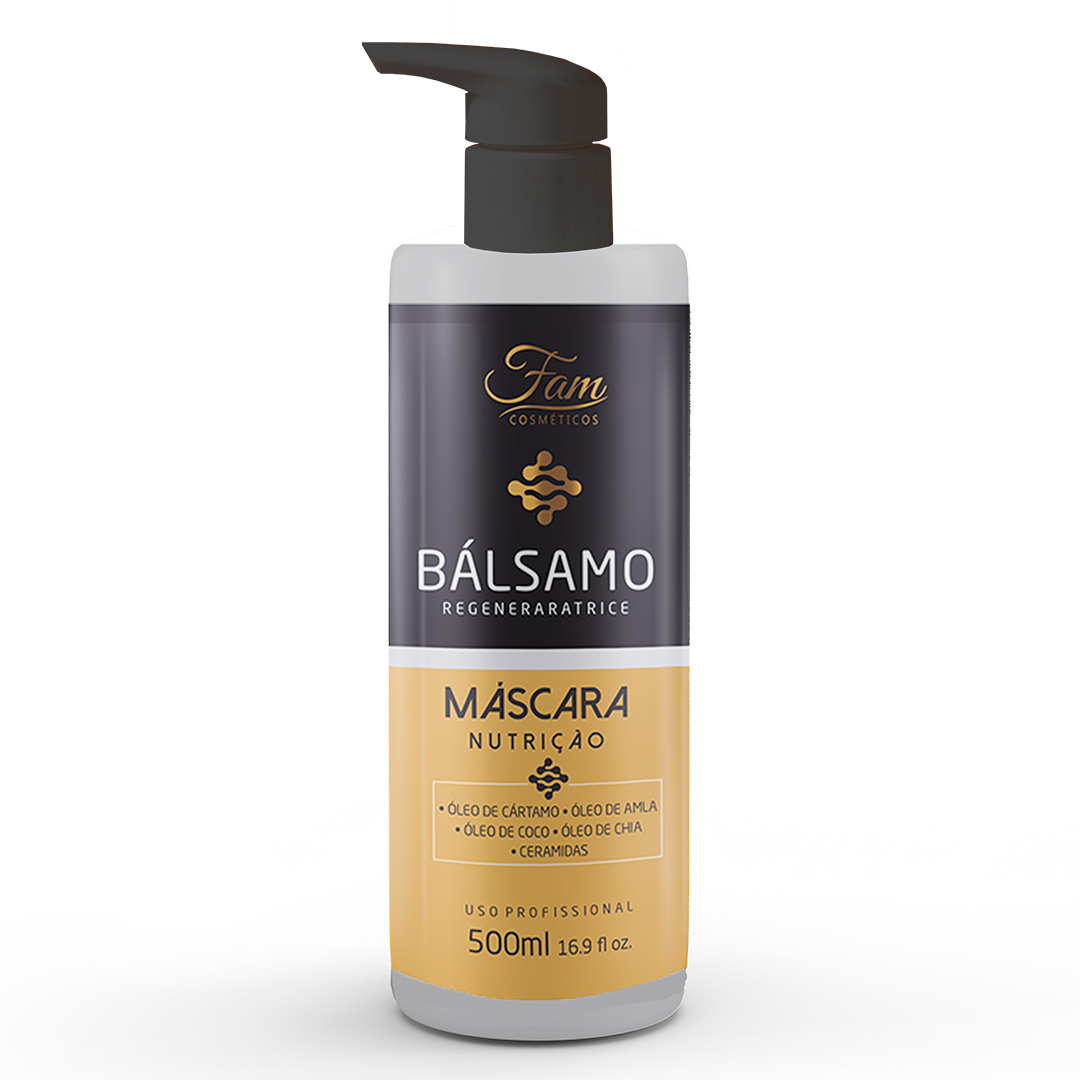 Fam
COSMÉTICOS
BÁLSAMO
REGENERARATRICE
MÁSCARA
NUTRIÇÃO
• ÓLEO DE CÁRTAMO • ÓLEO DE AMLA
• ÓLEO DE COCO • ÓLEO DE CHIA
• CERAMIDAS
USO PROFISSIONAL
500ml 16.9 fl oz.